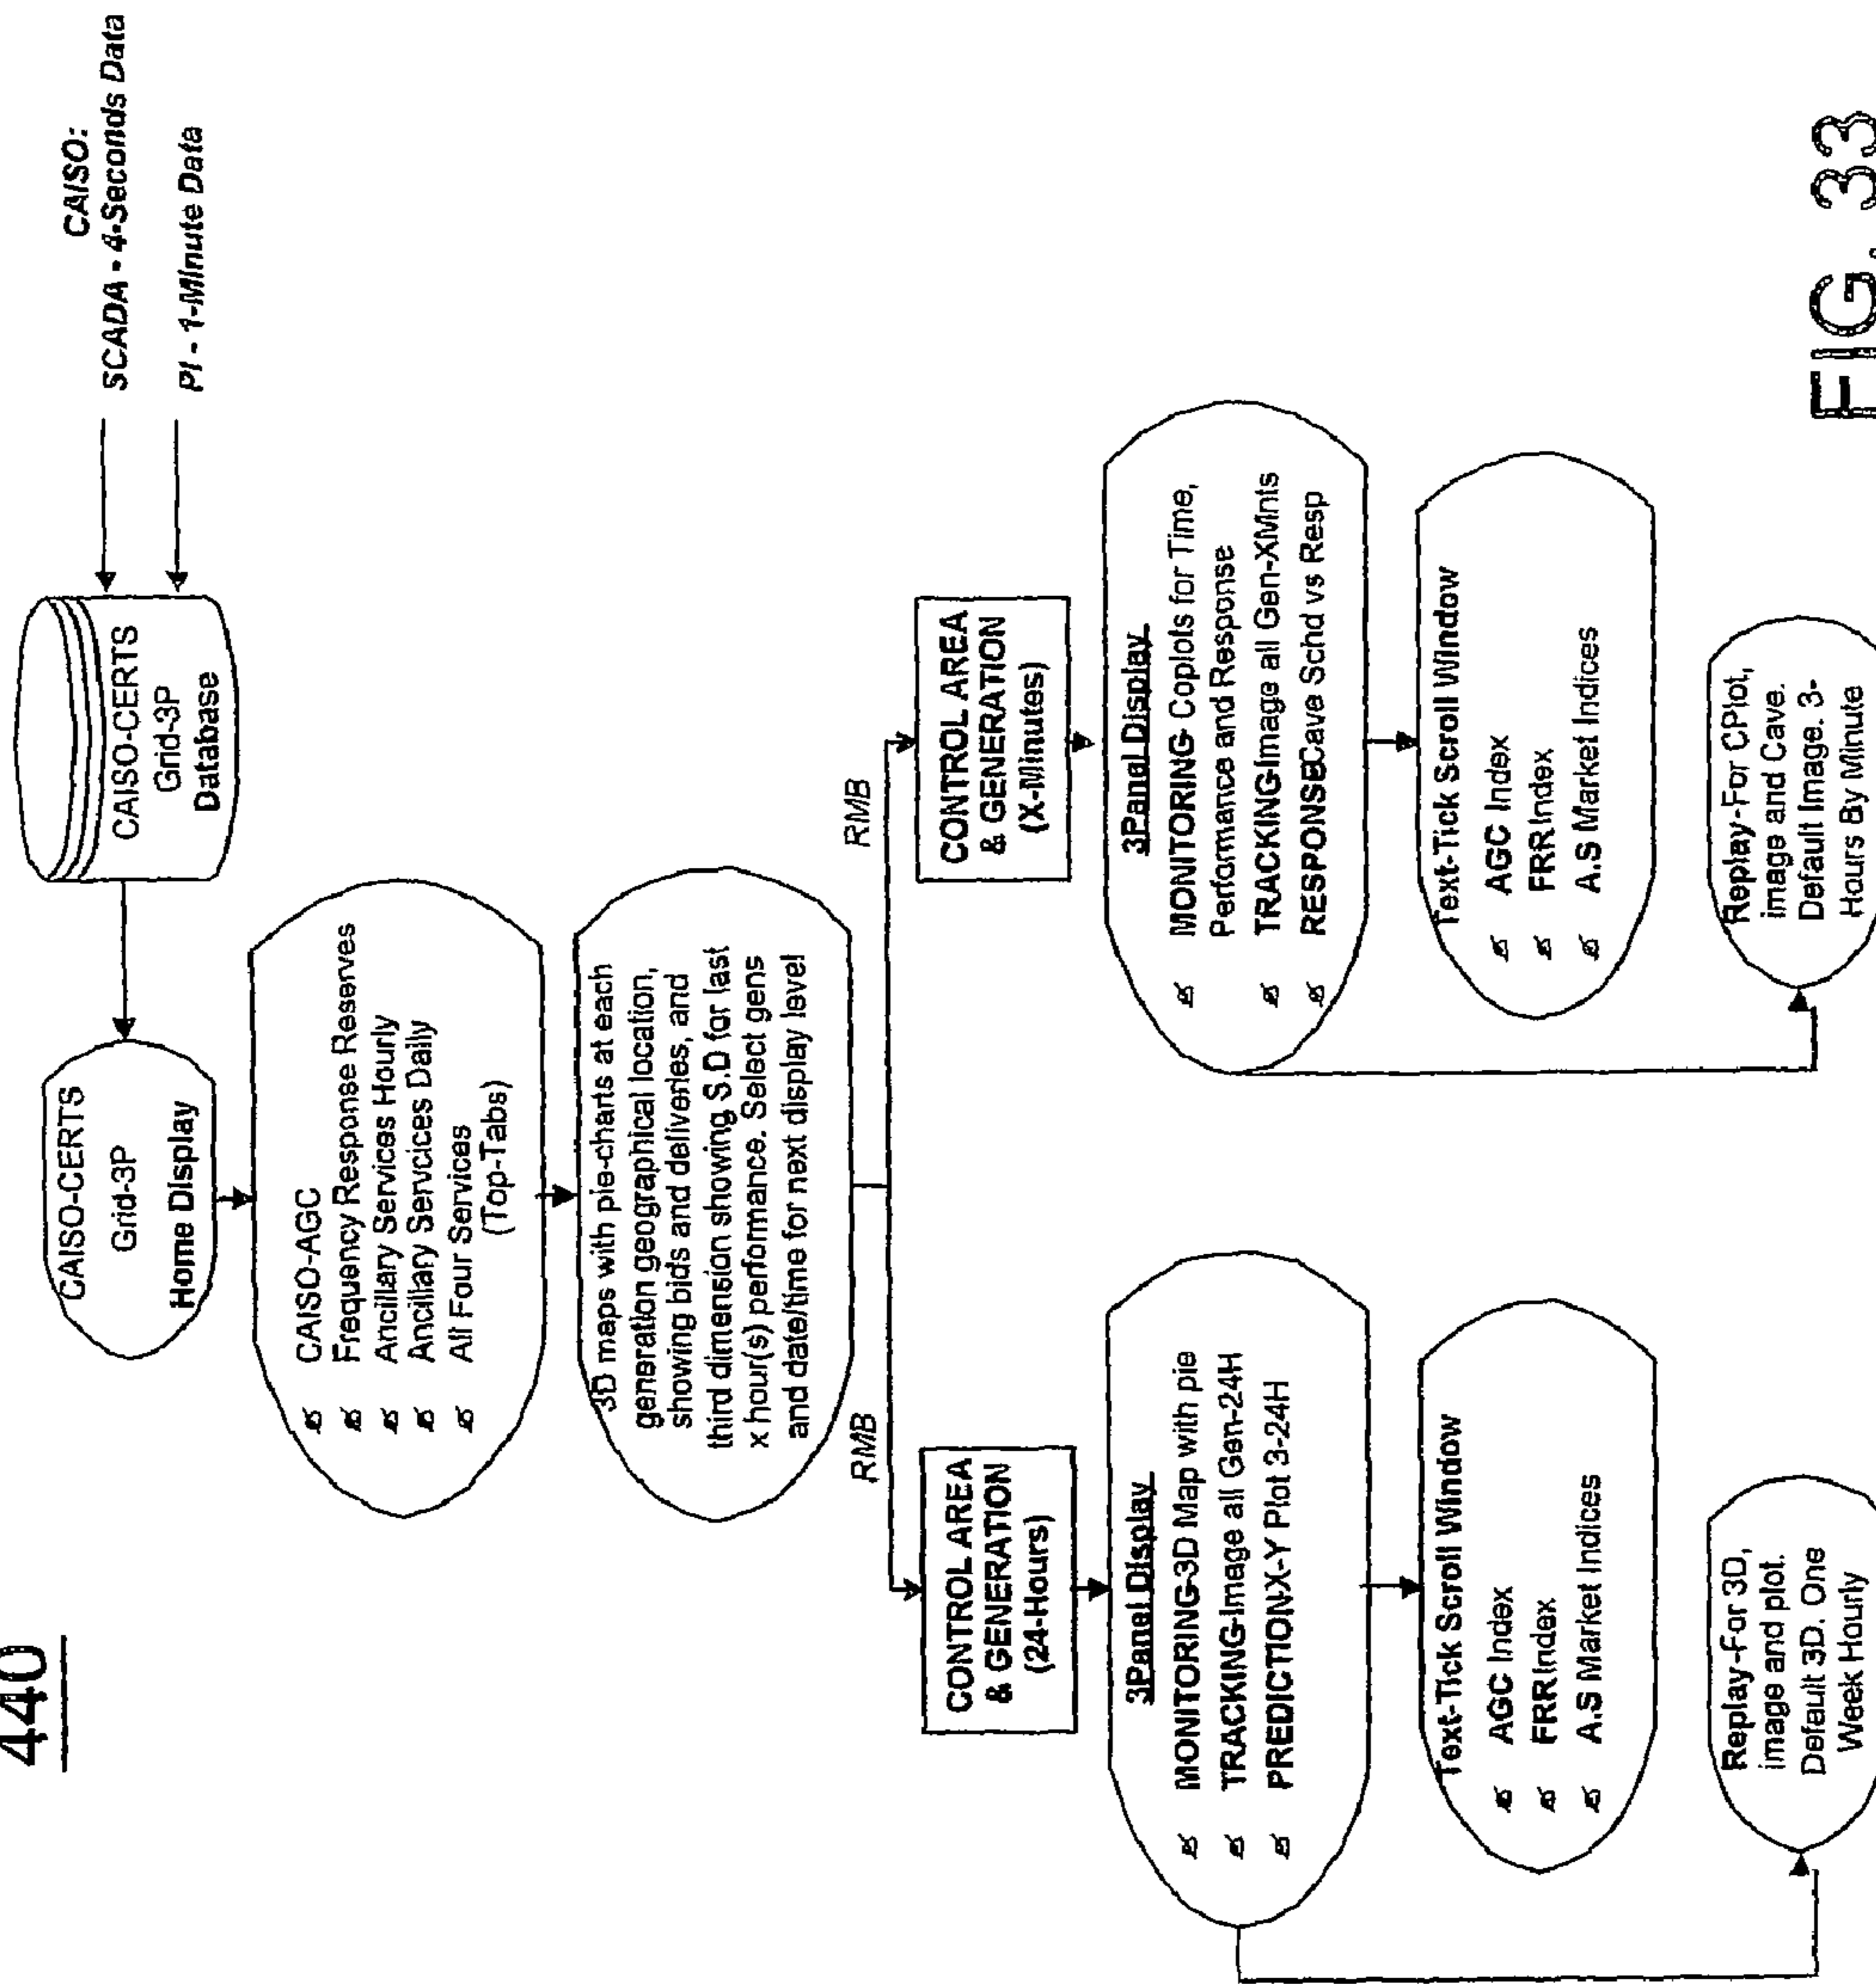 440
CAISO:
SCADA - 4-Seconds Data
PI - 1-Minute Data
CAISO-CERTS
Grid-3P
Database
CAISO-CERTS
Grid-3P
Home Display
CAISO-AGC
Frequency Response Reserves
Ancillary Services Hourly
Ancillary Servcices Daily
All Four Services
(Top-Tabs)
3D maps with pie-charts at each
generation geographical location,
showing bids and deliveries, and
third dimension showing S.D for last
x hour(s) performance. Select gens
and date/time for next display level
RMB
RMB
CONTROL AREA
& GENERATION
(24-Hours)
3Panel Display
MONITORING-3D Map with pie
TRACKING-Image all Gen-24H
PREDICTION-X-Y Plot 3-24H
Text-Tick Scroll Window
AGC Index
FRR Index
A.S Market Indices
Replay-For 3D,
image and plot.
Default 3D. One
Week Hourly
CONTROL AREA
& GENERATION
(X-Minutes)
3Panel Display
MONITORING- Coplots for Time,
Performance and Response
TRACKING-Image all Gen-XMnts
RESPONSE-Cave Schd vs Resp
Text-Tick Scroll Window
AGC Index
FRR Index
A.S Market Indices
Replay-For CPlot,
image and Cave.
Default Image. 3-
Hours By Minute
FIG. 33